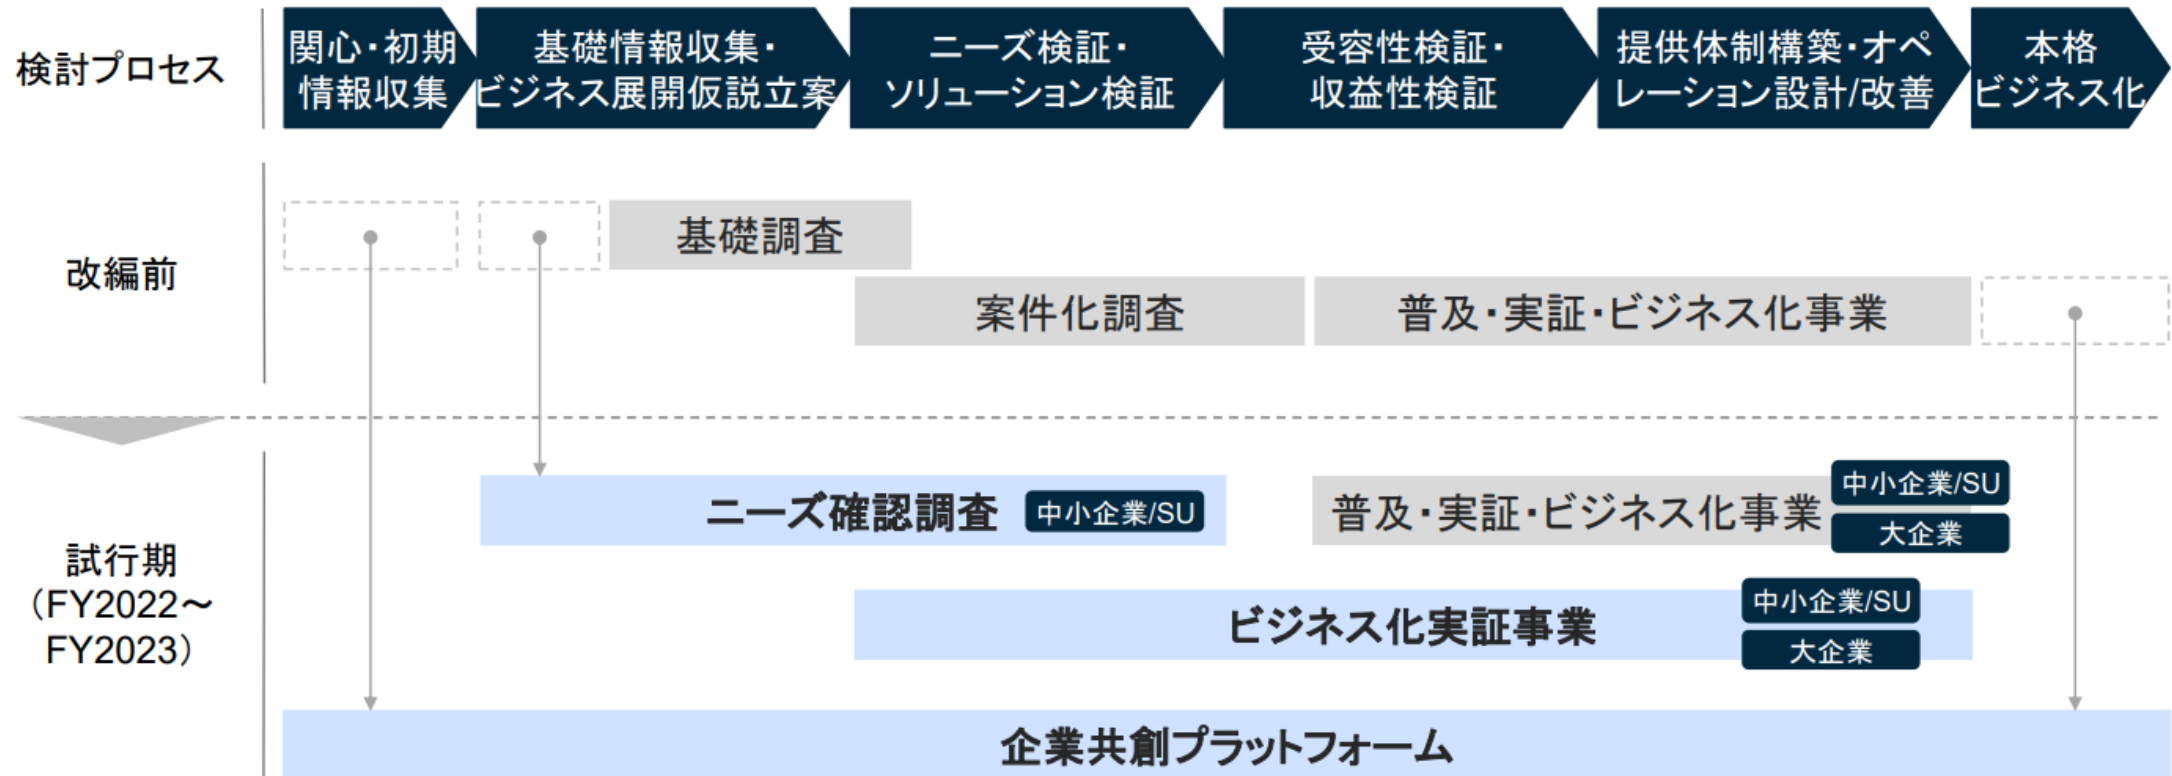 検討プロセス
関心・初期
情報収集
基礎情報収集・
ビジネス展開仮説立案
ニーズ検証・
ソリューション検証
受容性検証・
収益性検証
提供体制構築・オペ
レーション設計/改善
本格
ビジネス化
改編前
基礎調査
案件化調査
普及・実証・ビジネス化事業
試行期
（FY2022～
FY2023）
ニーズ確認調査
中小企業/SU
普及・実証・ビジネス化事業
中小企業/SU
大企業
ビジネス化実証事業
中小企業/SU
大企業
企業共創プラットフォーム